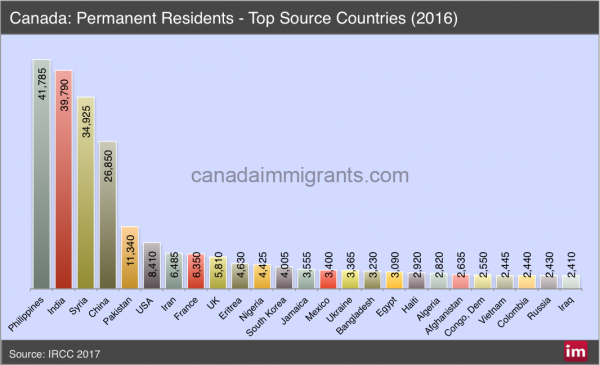 Canada: Permanent Residents - Top Source Countries (2016)
canadaimmigrants.com
41,785
39,790
34,925
26,850
11,340
8,410
6,485
6,350
5,810
4,630
4,425
4,005
3,555
3,400
3,365
3,230
3,090
2,920
2,820
2,635
2,550
2,445
2,440
2,430
2,410
Philippines
India
Syria
China
Pakistan
USA
Iran
France
UK
Eritrea
Nigeria
South Korea
Jamaica
Mexico
Ukraine
Bangladesh
Egypt
Haiti
Algeria
Afghanistan
Congo, Dem
Vietnam
Colombia
Russia
Iraq
Source: IRCC 2017
im